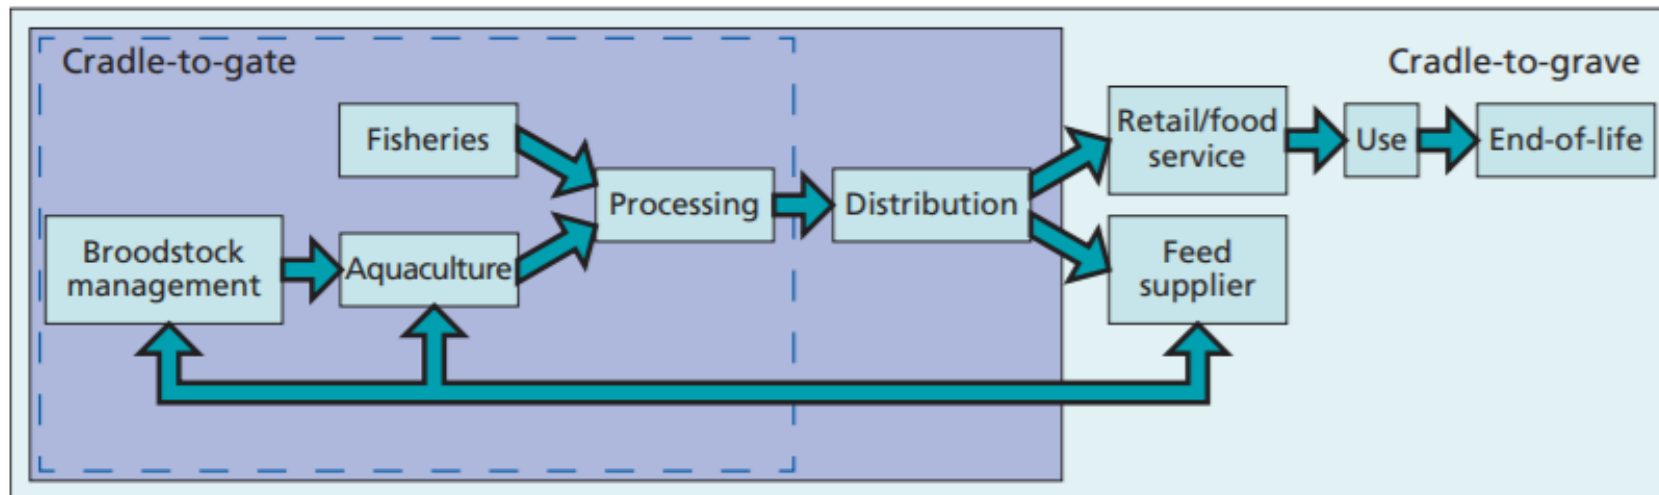 Cradle-to-gate
Cradle-to-grave
Fisheries
Retail/food
service
Use
End-of-life
Processing
Distribution
Broodstock
management
Aquaculture
Feed
supplier